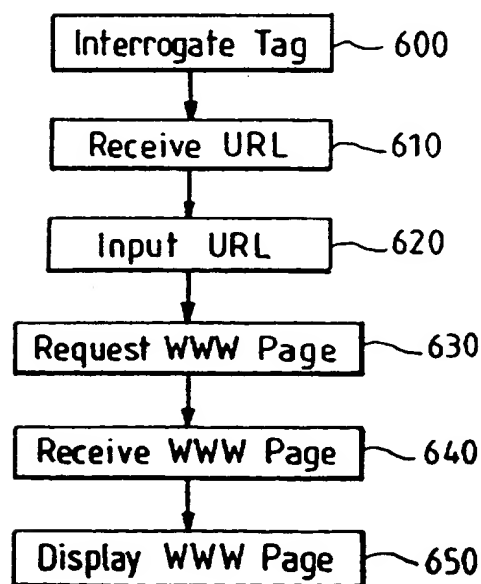 Interrogate Tag 600
Receive URL 610
Input URL 620
Request WWW Page 630
Receive WWW Page 640
Display WWW Page 650